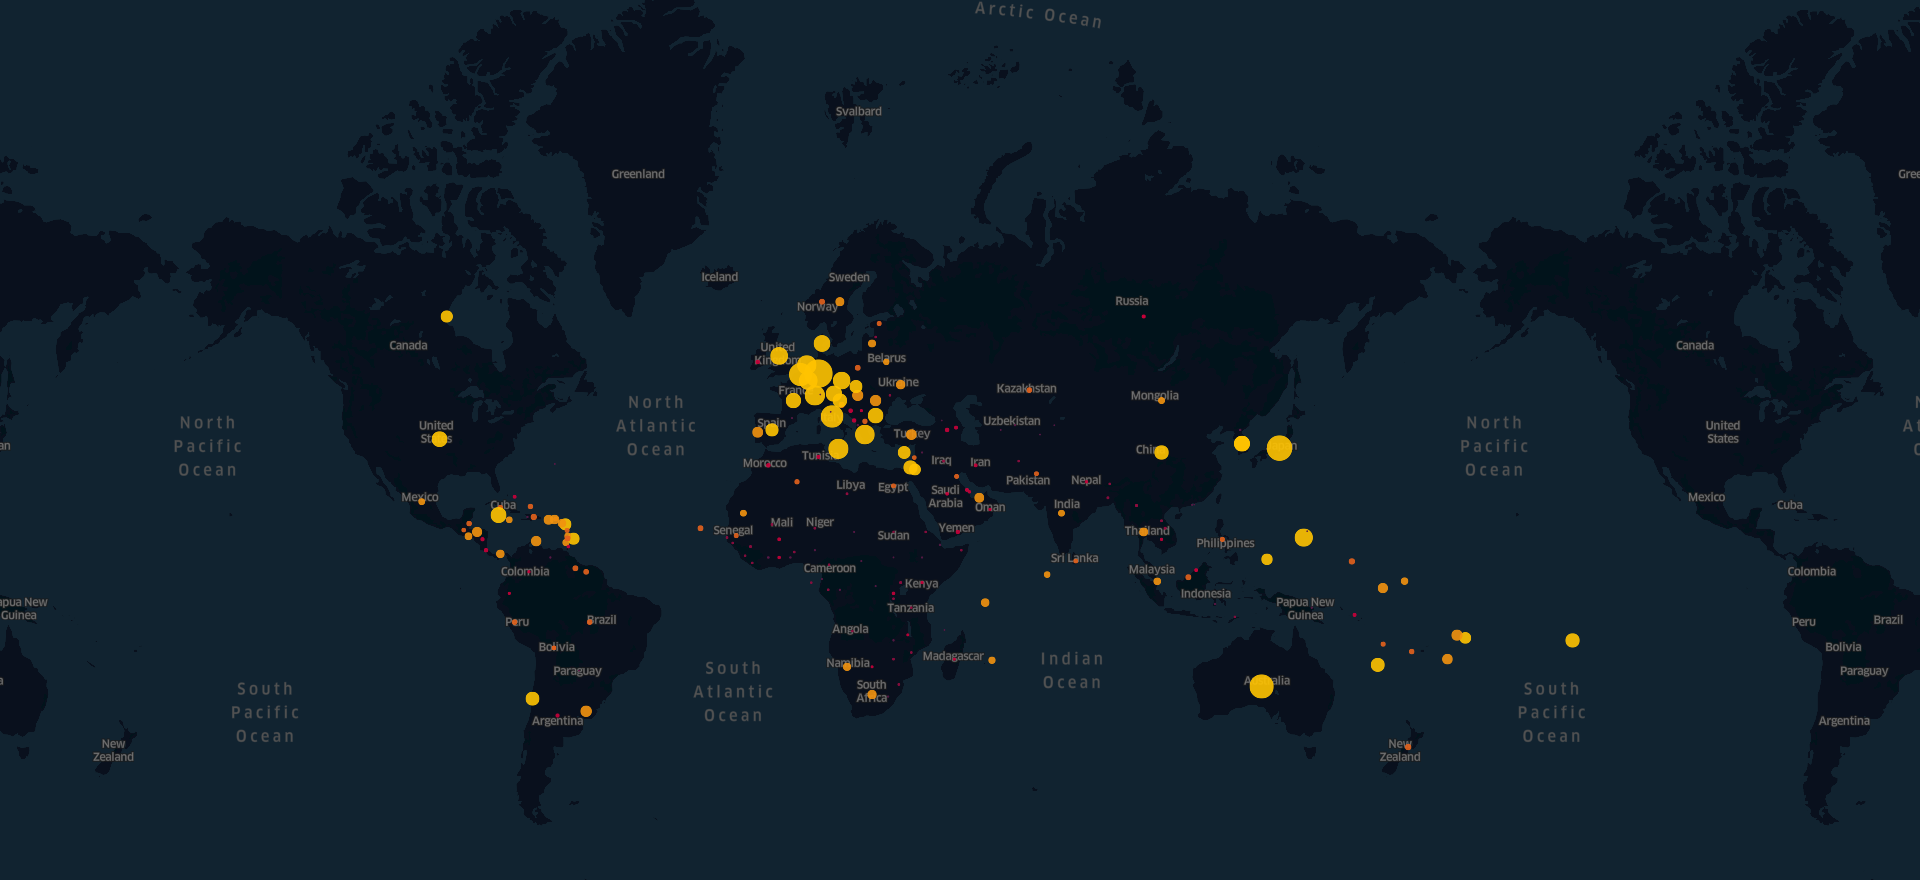 Arctic Ocean
Svalbard
Greenland
Gree
Iceland
Sweden
Norway
Russia
Canada
United
Kingdom
Belarus
Canada
Ukraine
France
Kazakhstan
Mongolia
North
Pacific
Ocean
North
Atlantic
Ocean
North
Pacific
Ocean
United
States
Spain
Turkey
Uzbekistan
United
States
Morocco
Tunisia
Iraq
Iran
China
Libya
Egypt
Saudi
Arabia
Pakistan
Nepal
Mexico
Cuba
Oman
India
Mexico
Cuba
Senegal
Mali
Niger
Sudan
Yemen
Thailand
Philippines
Sri Lanka
Colombia
Cameroon
Kenya
Malaysia
Indonesia
Colombia
apua New
Guinea
Tanzania
Papua New
Guinea
Peru
Brazil
Angola
Peru
Brazil
Bolivia
Namibia
Madagascar
Indian
Ocean
Bolivia
Paraguay
South
Atlantic
Ocean
South
Africa
Australia
Paraguay
South
Pacific
Ocean
Argentina
South
Pacific
Ocean
Argentina
New
Zealand
New
Zealand